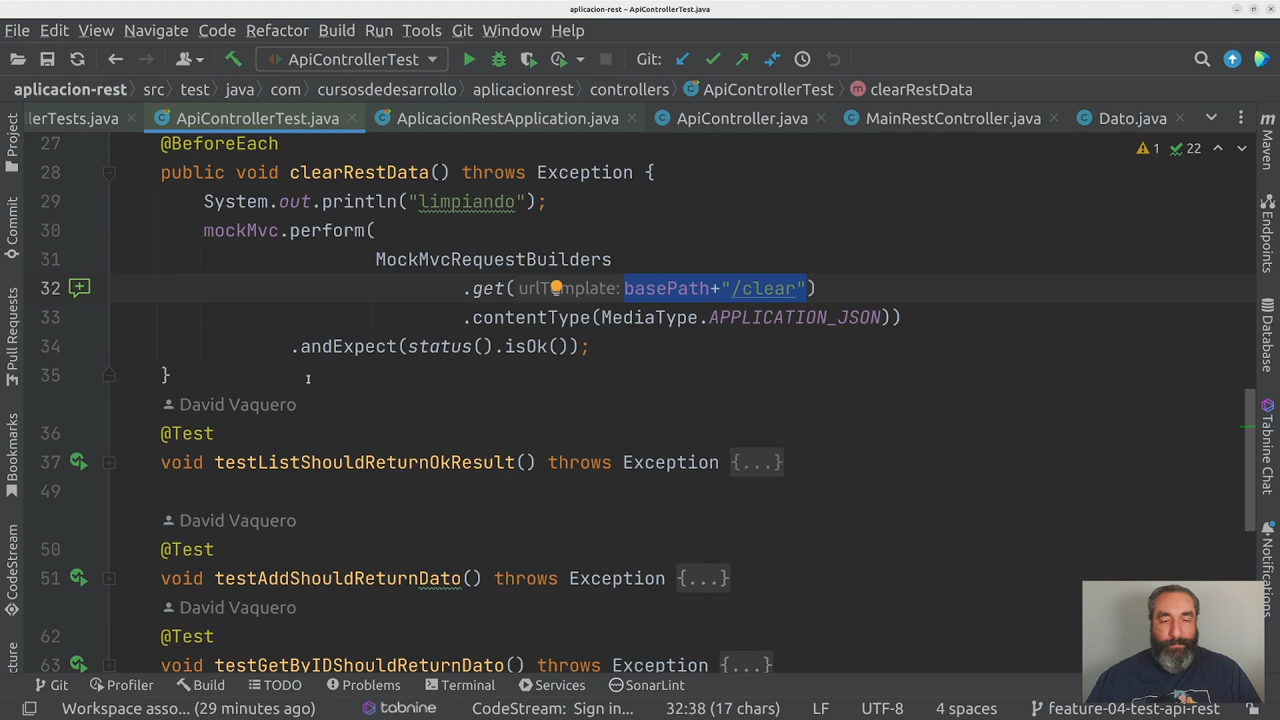 aplicacion-rest – ApiControllerTest.java
File Edit View Navigate Code Refactor Build Run Tools Git Window Help
ApiControllerTest Git:
aplicacion-rest src test java com cursosdedesarrollo aplicacionrest controllers ApiControllerTest clearRestData
lerTests.java ApiControllerTest.java AplicacionRestApplication.java ApiController.java MainRestController.java Dato.java
27 @BeforeEach
1 22
28 public void clearRestData() throws Exception {
29 System.out.println("limpiando");
30 mockMvc.perform(
31 MockMvcRequestBuilders
32 .get( basePath+"/clear")
33 .contentType(MediaType.APPLICATION_JSON))
34 .andExpect(status().isOk());
35 }
David Vaquero
36 @Test
37 void testListShouldReturnOkResult() throws Exception {...}
49
David Vaquero
50 @Test
51 void testAddShouldReturnDato() throws Exception {...}
David Vaquero
62 @Test
63 void testGetByIDShouldReturnDato() throws Exception {...}
Project
Commit
Pull Requests
Bookmarks
CodeStream
cture
Maven
Endpoints
Database
Tabnine Chat
Notifications
Git Profiler Build TODO Problems Terminal Services SonarLint
Workspace asso... (29 minutes ago) tabnine CodeStream: Sign in... 32:38 (17 chars) LF UTF-8 4 spaces feature-04-test-api-rest